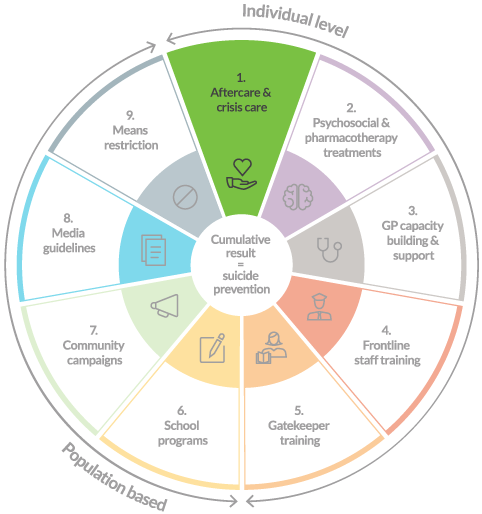 Individual level
1.
Aftercare &
crisis care
2.
Psychosocial &
pharmacotherapy
treatments
3.
GP capacity
building &
support
4.
Frontline
staff training
5.
Gatekeeper
training
6.
School
programs
7.
Community
campaigns
8.
Media
guidelines
9.
Means
restriction
Cumulative
result
=
suicide
prevention
Population based